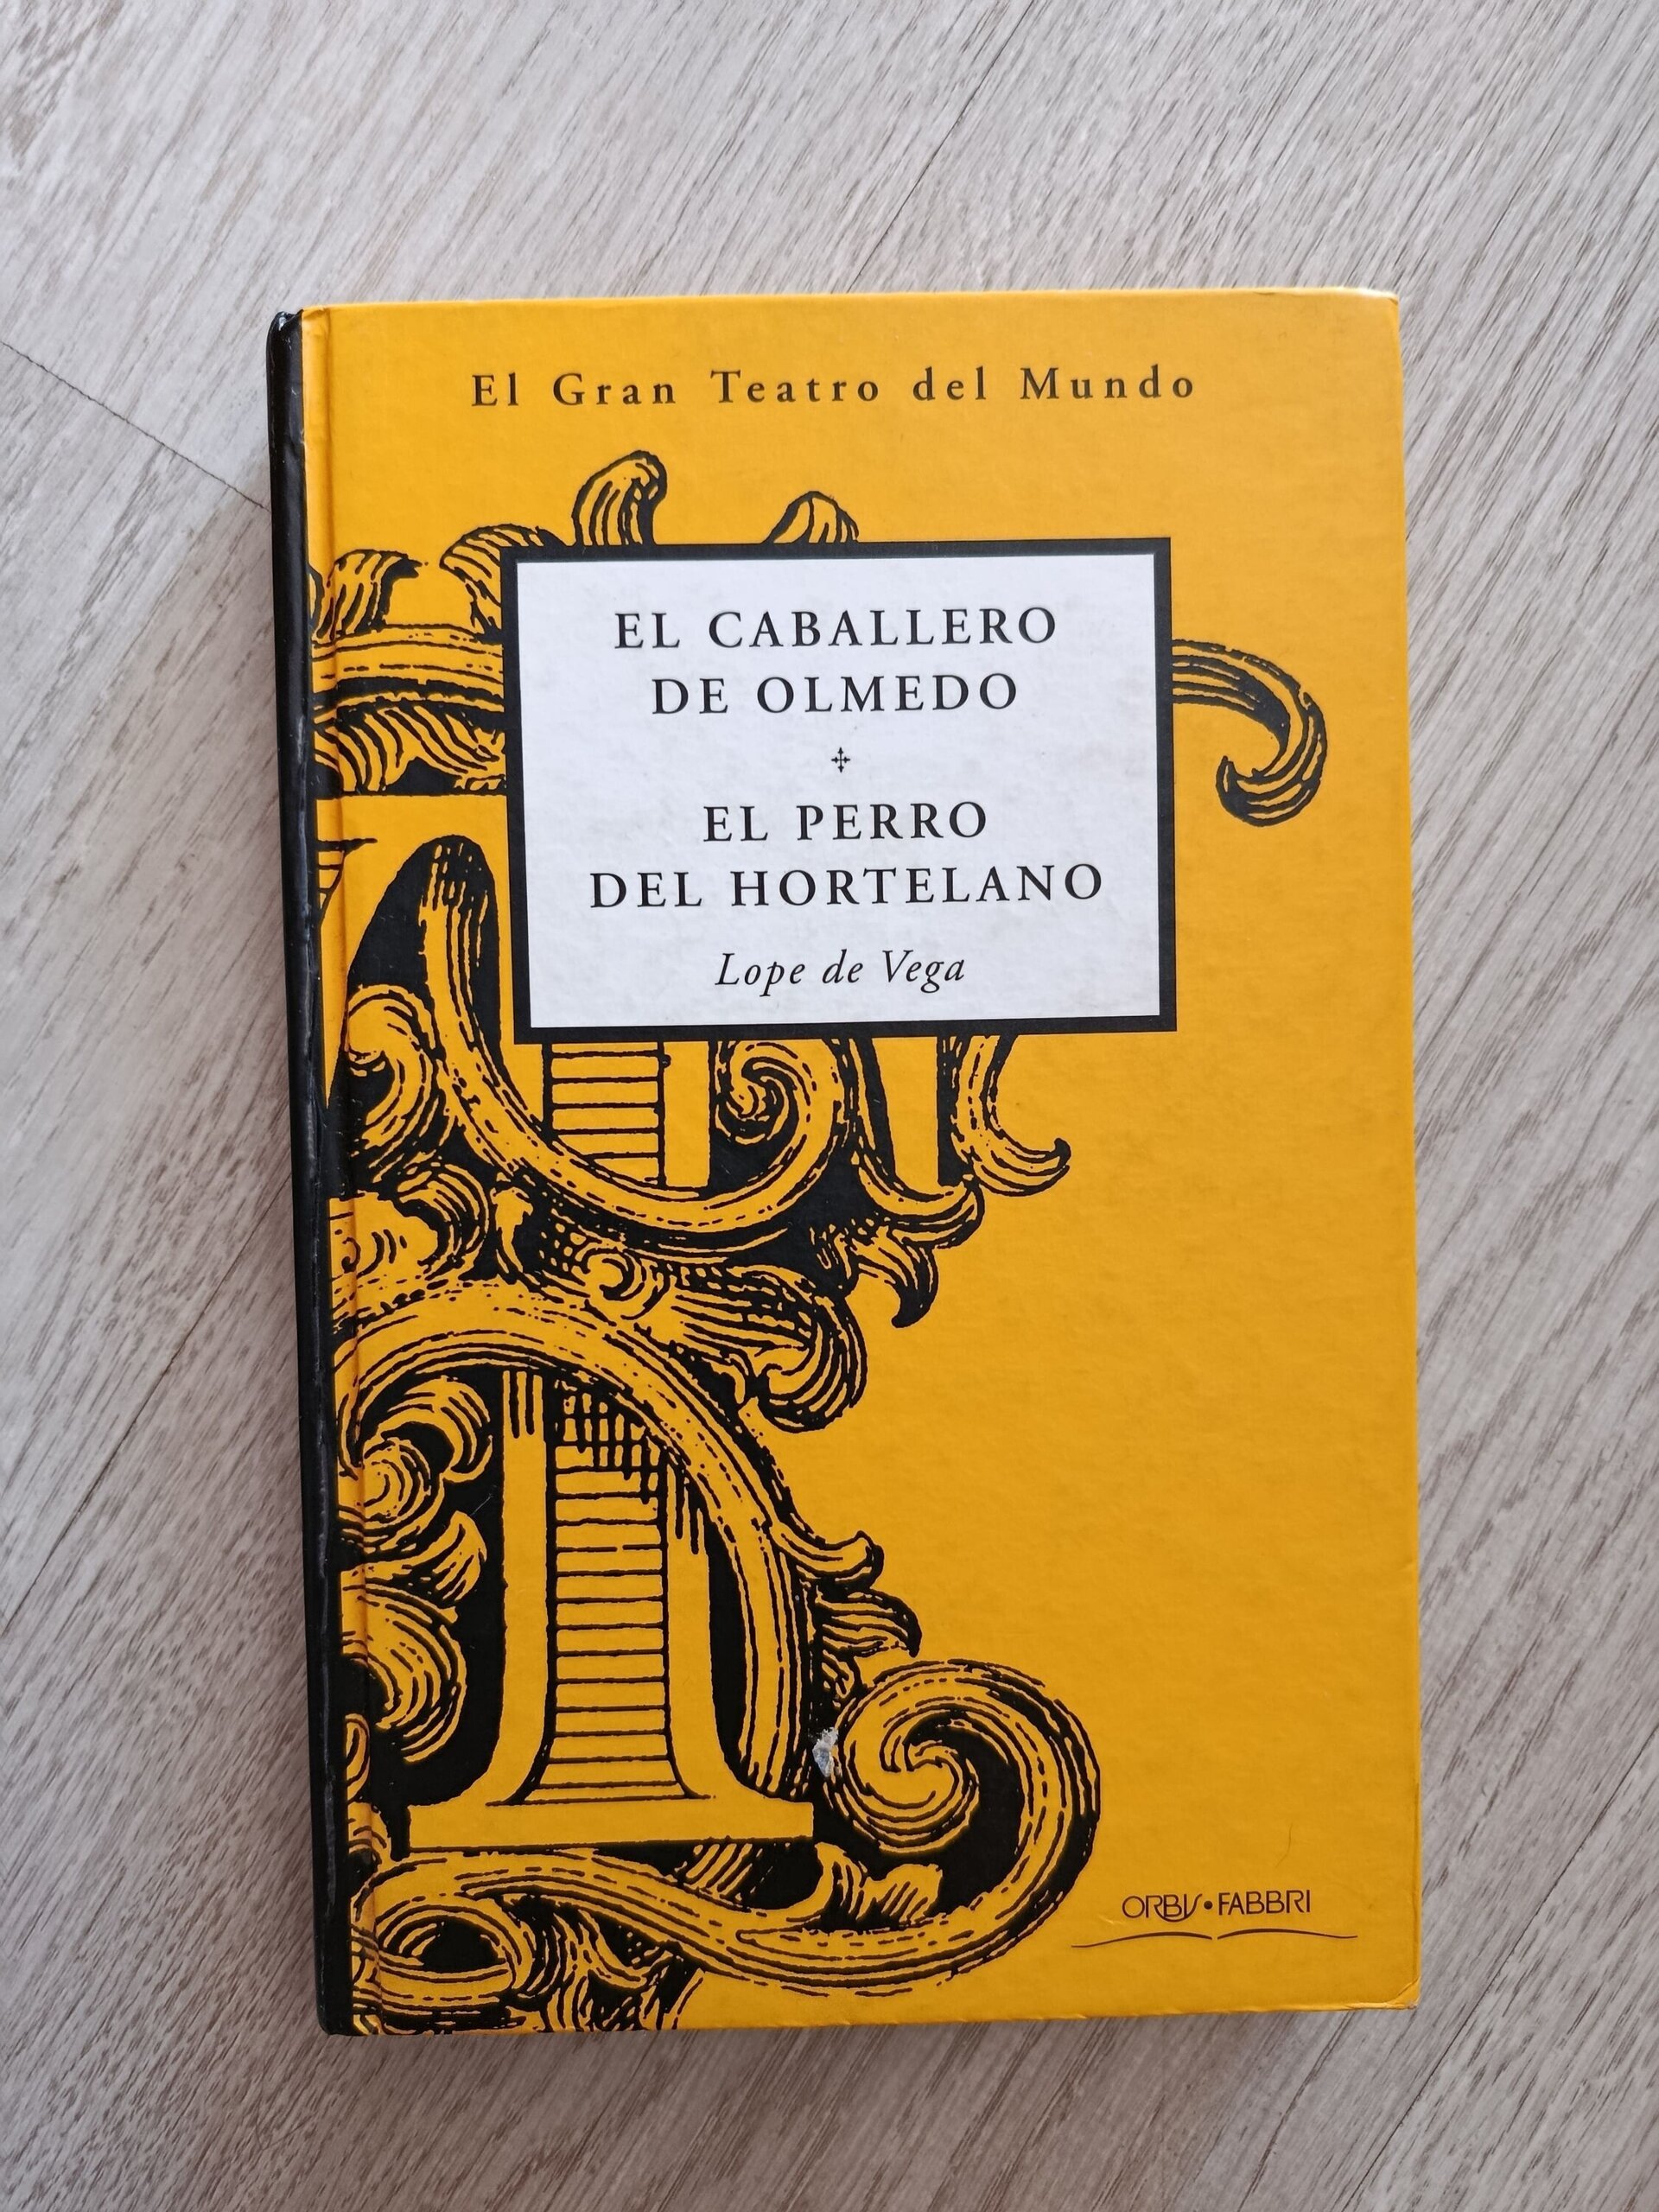 El Gran Teatro del Mundo
EL CABALLERO
DE OLMEDO
EL PERRO
DEL HORTELANO
Lope de Vega
ORBIS • FABBRI